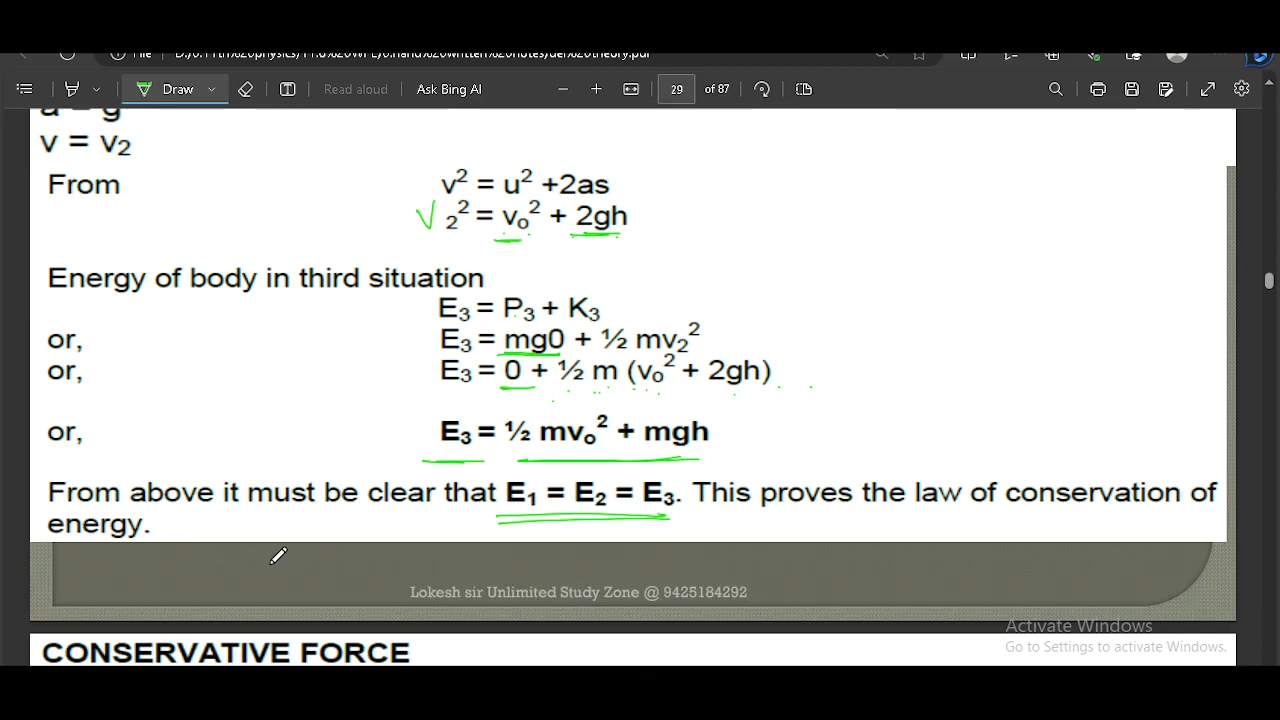 Draw
Read aloud
Ask Bing AI
29
of 87
v = v₂
From
v² = u² +2as
√ ₂² = vₒ² + 2gh
Energy of body in third situation
E₃ = P₃ + K₃
or, E₃ = mg0 + ½ mv₂²
or, E₃ = 0 + ½ m (vₒ² + 2gh)
or, E₃ = ½ mvₒ² + mgh
From above it must be clear that E₁ = E₂ = E₃. This proves the law of conservation of
energy.
Lokesh sir Unlimited Study Zone @ 9425184292
Activate Windows
Go to Settings to activate Windows.
CONSERVATIVE FORCE